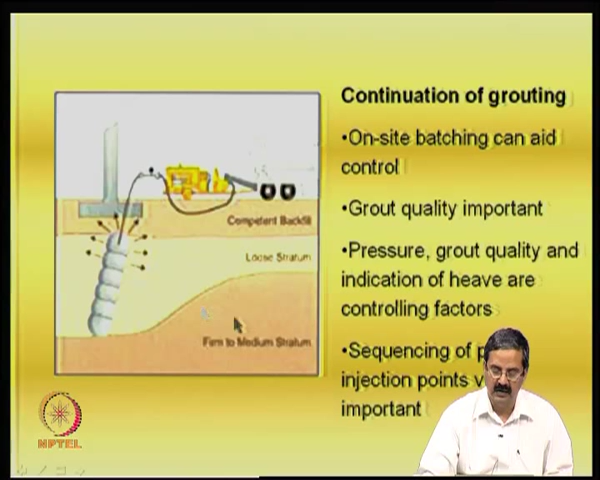 Continuation of grouting
•On-site batching can aid
control
•Grout quality important
•Pressure, grout quality and
indication of heave are
controlling factors
•Sequencing of
injection points
important
Competent Backfill
Loose Stratum
Firm to Medium Stratum
NPTEL